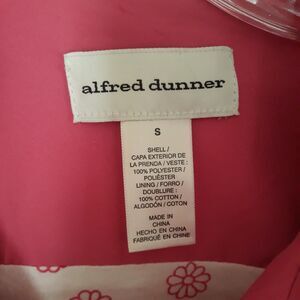 alfred dunner
S
SHELL /
CAPA EXTERIOR DE
LA PRENDA / VESTE :
100% POLYESTER /
POLIÉSTER
LINING / FORRO /
DOUBLURE :
100% COTTON /
ALGODÓN / COTON
MADE IN
CHINA
HECHO EN CHINA
FABRIQUÉ EN CHINE